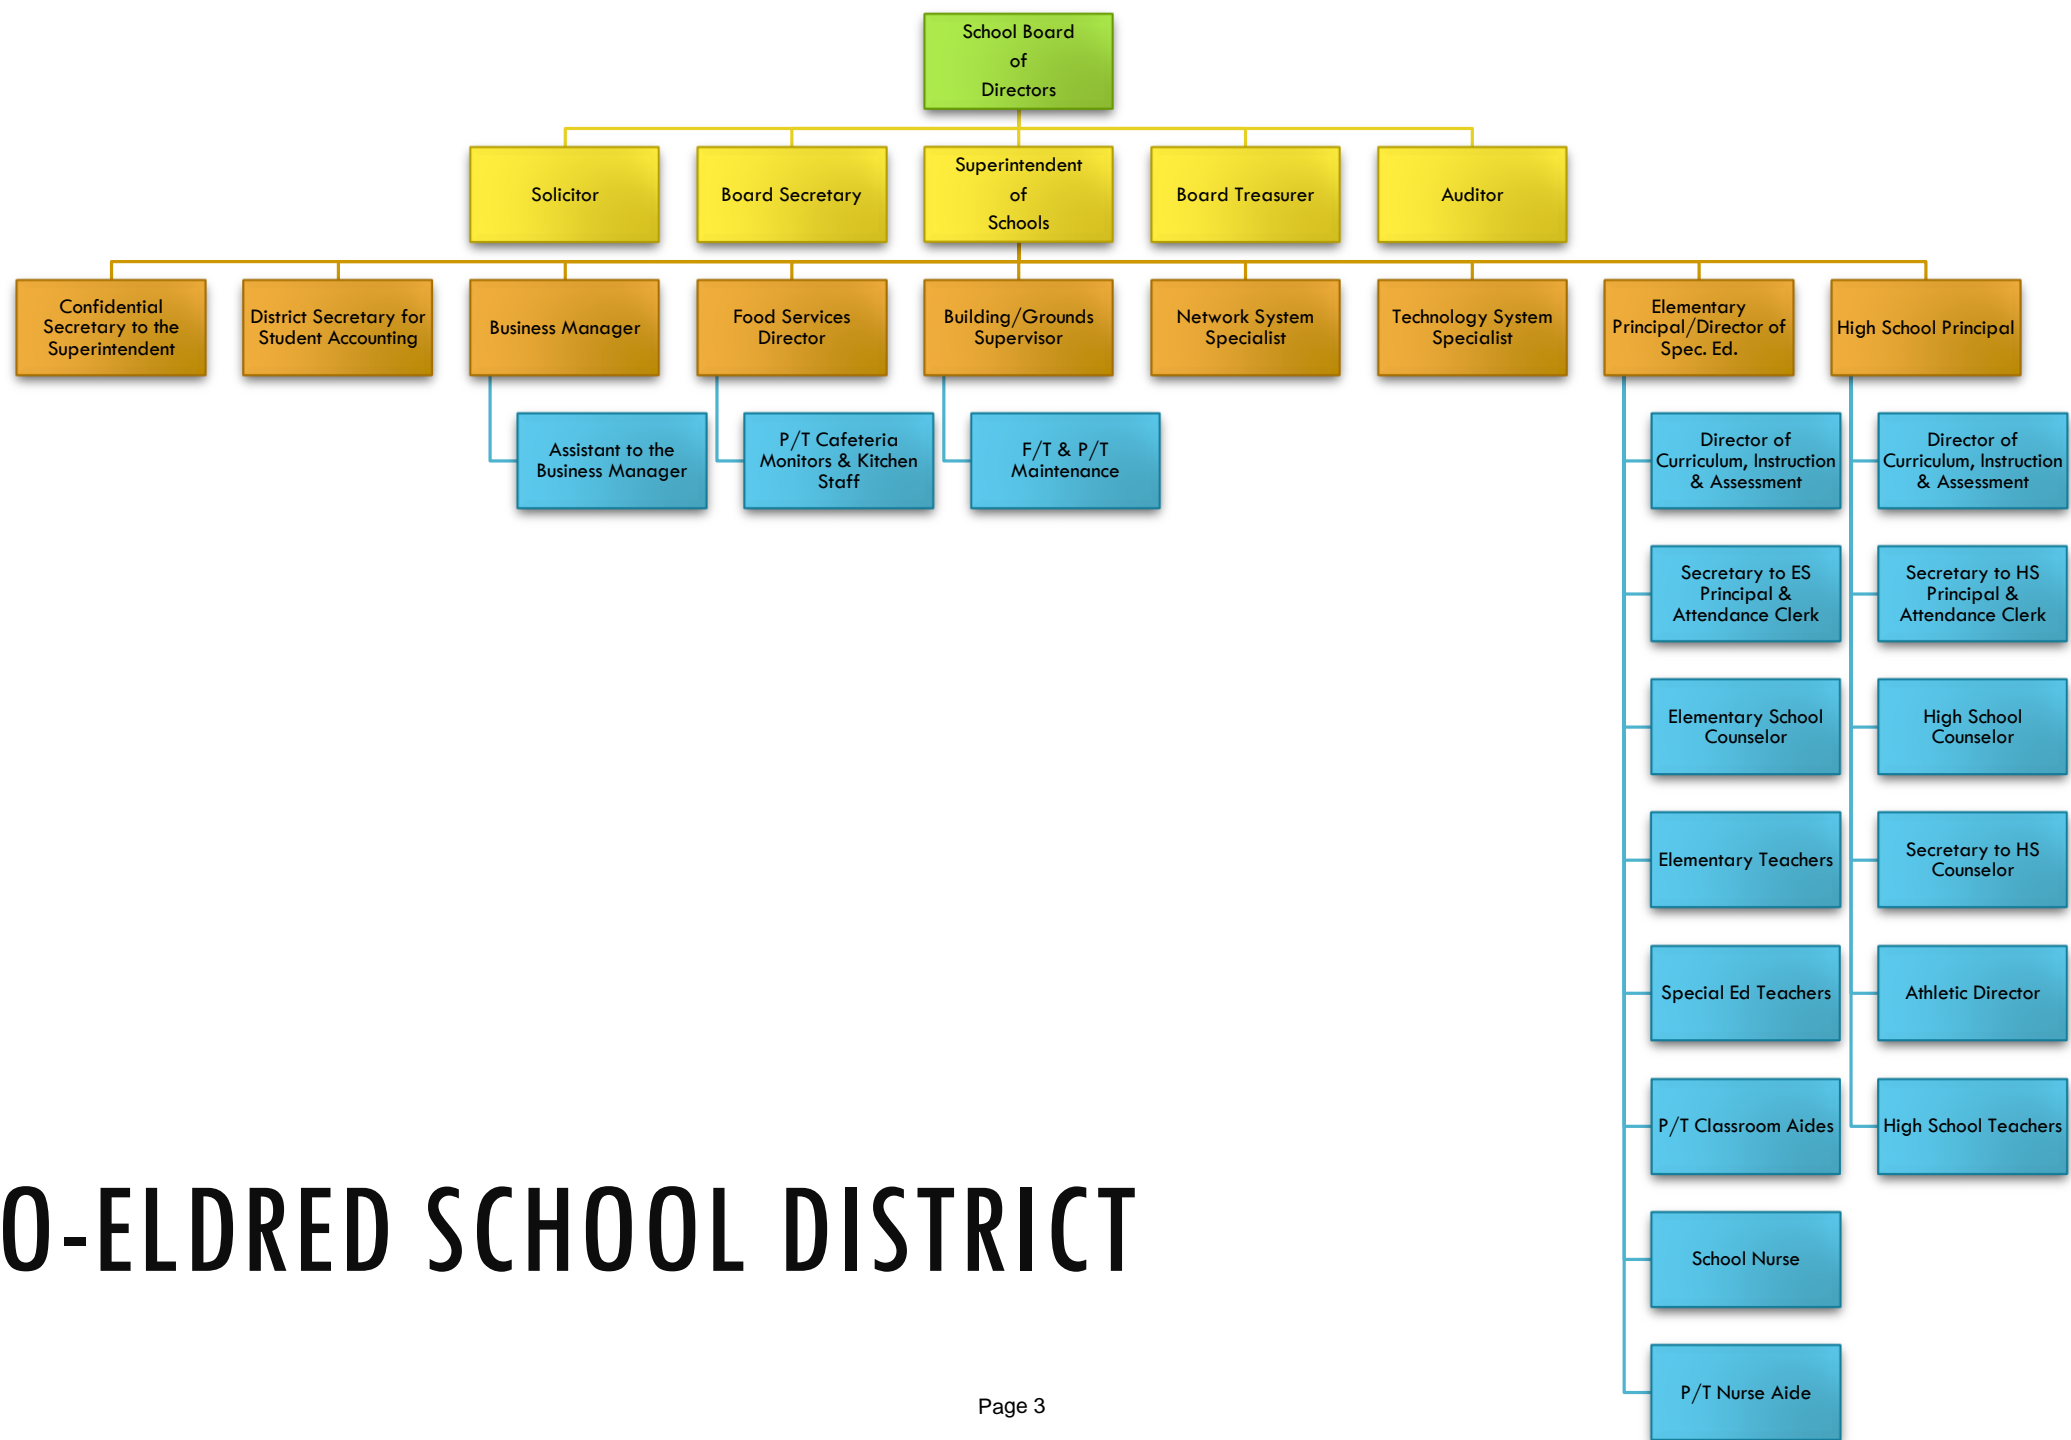 School Board
of
Directors
Solicitor
Board Secretary
Superintendent
of
Schools
Board Treasurer
Auditor
Confidential
Secretary to the
Superintendent
District Secretary for
Student Accounting
Business Manager
Food Services
Director
Building/Grounds
Supervisor
Network System
Specialist
Technology System
Specialist
Elementary
Principal/Director of
Spec. Ed.
High School Principal
Assistant to the
Business Manager
P/T Cafeteria
Monitors & Kitchen
Staff
F/T & P/T
Maintenance
Director of
Curriculum, Instruction
& Assessment
Secretary to ES
Principal &
Attendance Clerk
Elementary School
Counselor
Elementary Teachers
Special Ed Teachers
P/T Classroom Aides
School Nurse
P/T Nurse Aide
Director of
Curriculum, Instruction
& Assessment
Secretary to HS
Principal &
Attendance Clerk
High School
Counselor
Secretary to HS
Counselor
Athletic Director
High School Teachers
O-ELDRED SCHOOL DISTRICT
Page 3